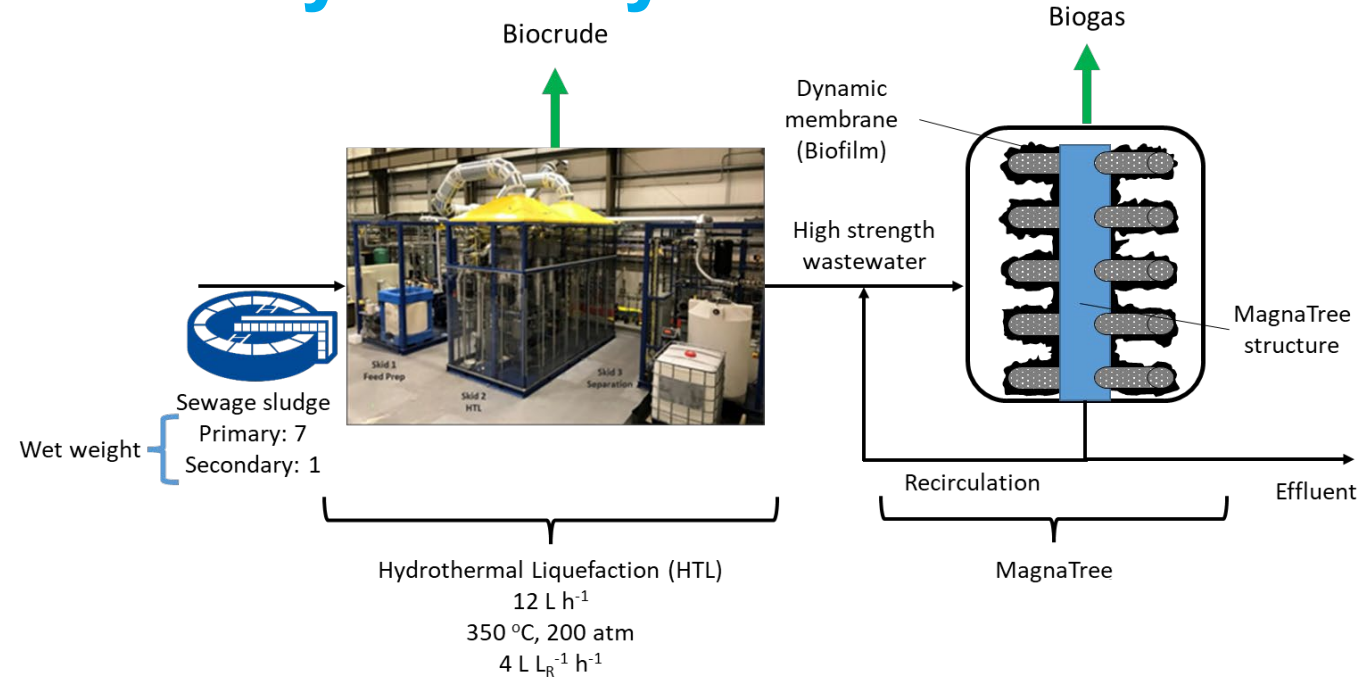 Biocrude
Biogas
Dynamic
membrane
(Biofilm)
High strength
wastewater
MagnaTree
structure
Skid 1
Feed Prep
Skid 2
HTL
Skid 3
Separation
Sewage sludge
Primary: 7
Secondary: 1
Wet weight
Recirculation
Effluent
Hydrothermal Liquefaction (HTL)
12 L h⁻¹
350 ᵒC, 200 atm
4 L L_R⁻¹ h⁻¹
MagnaTree